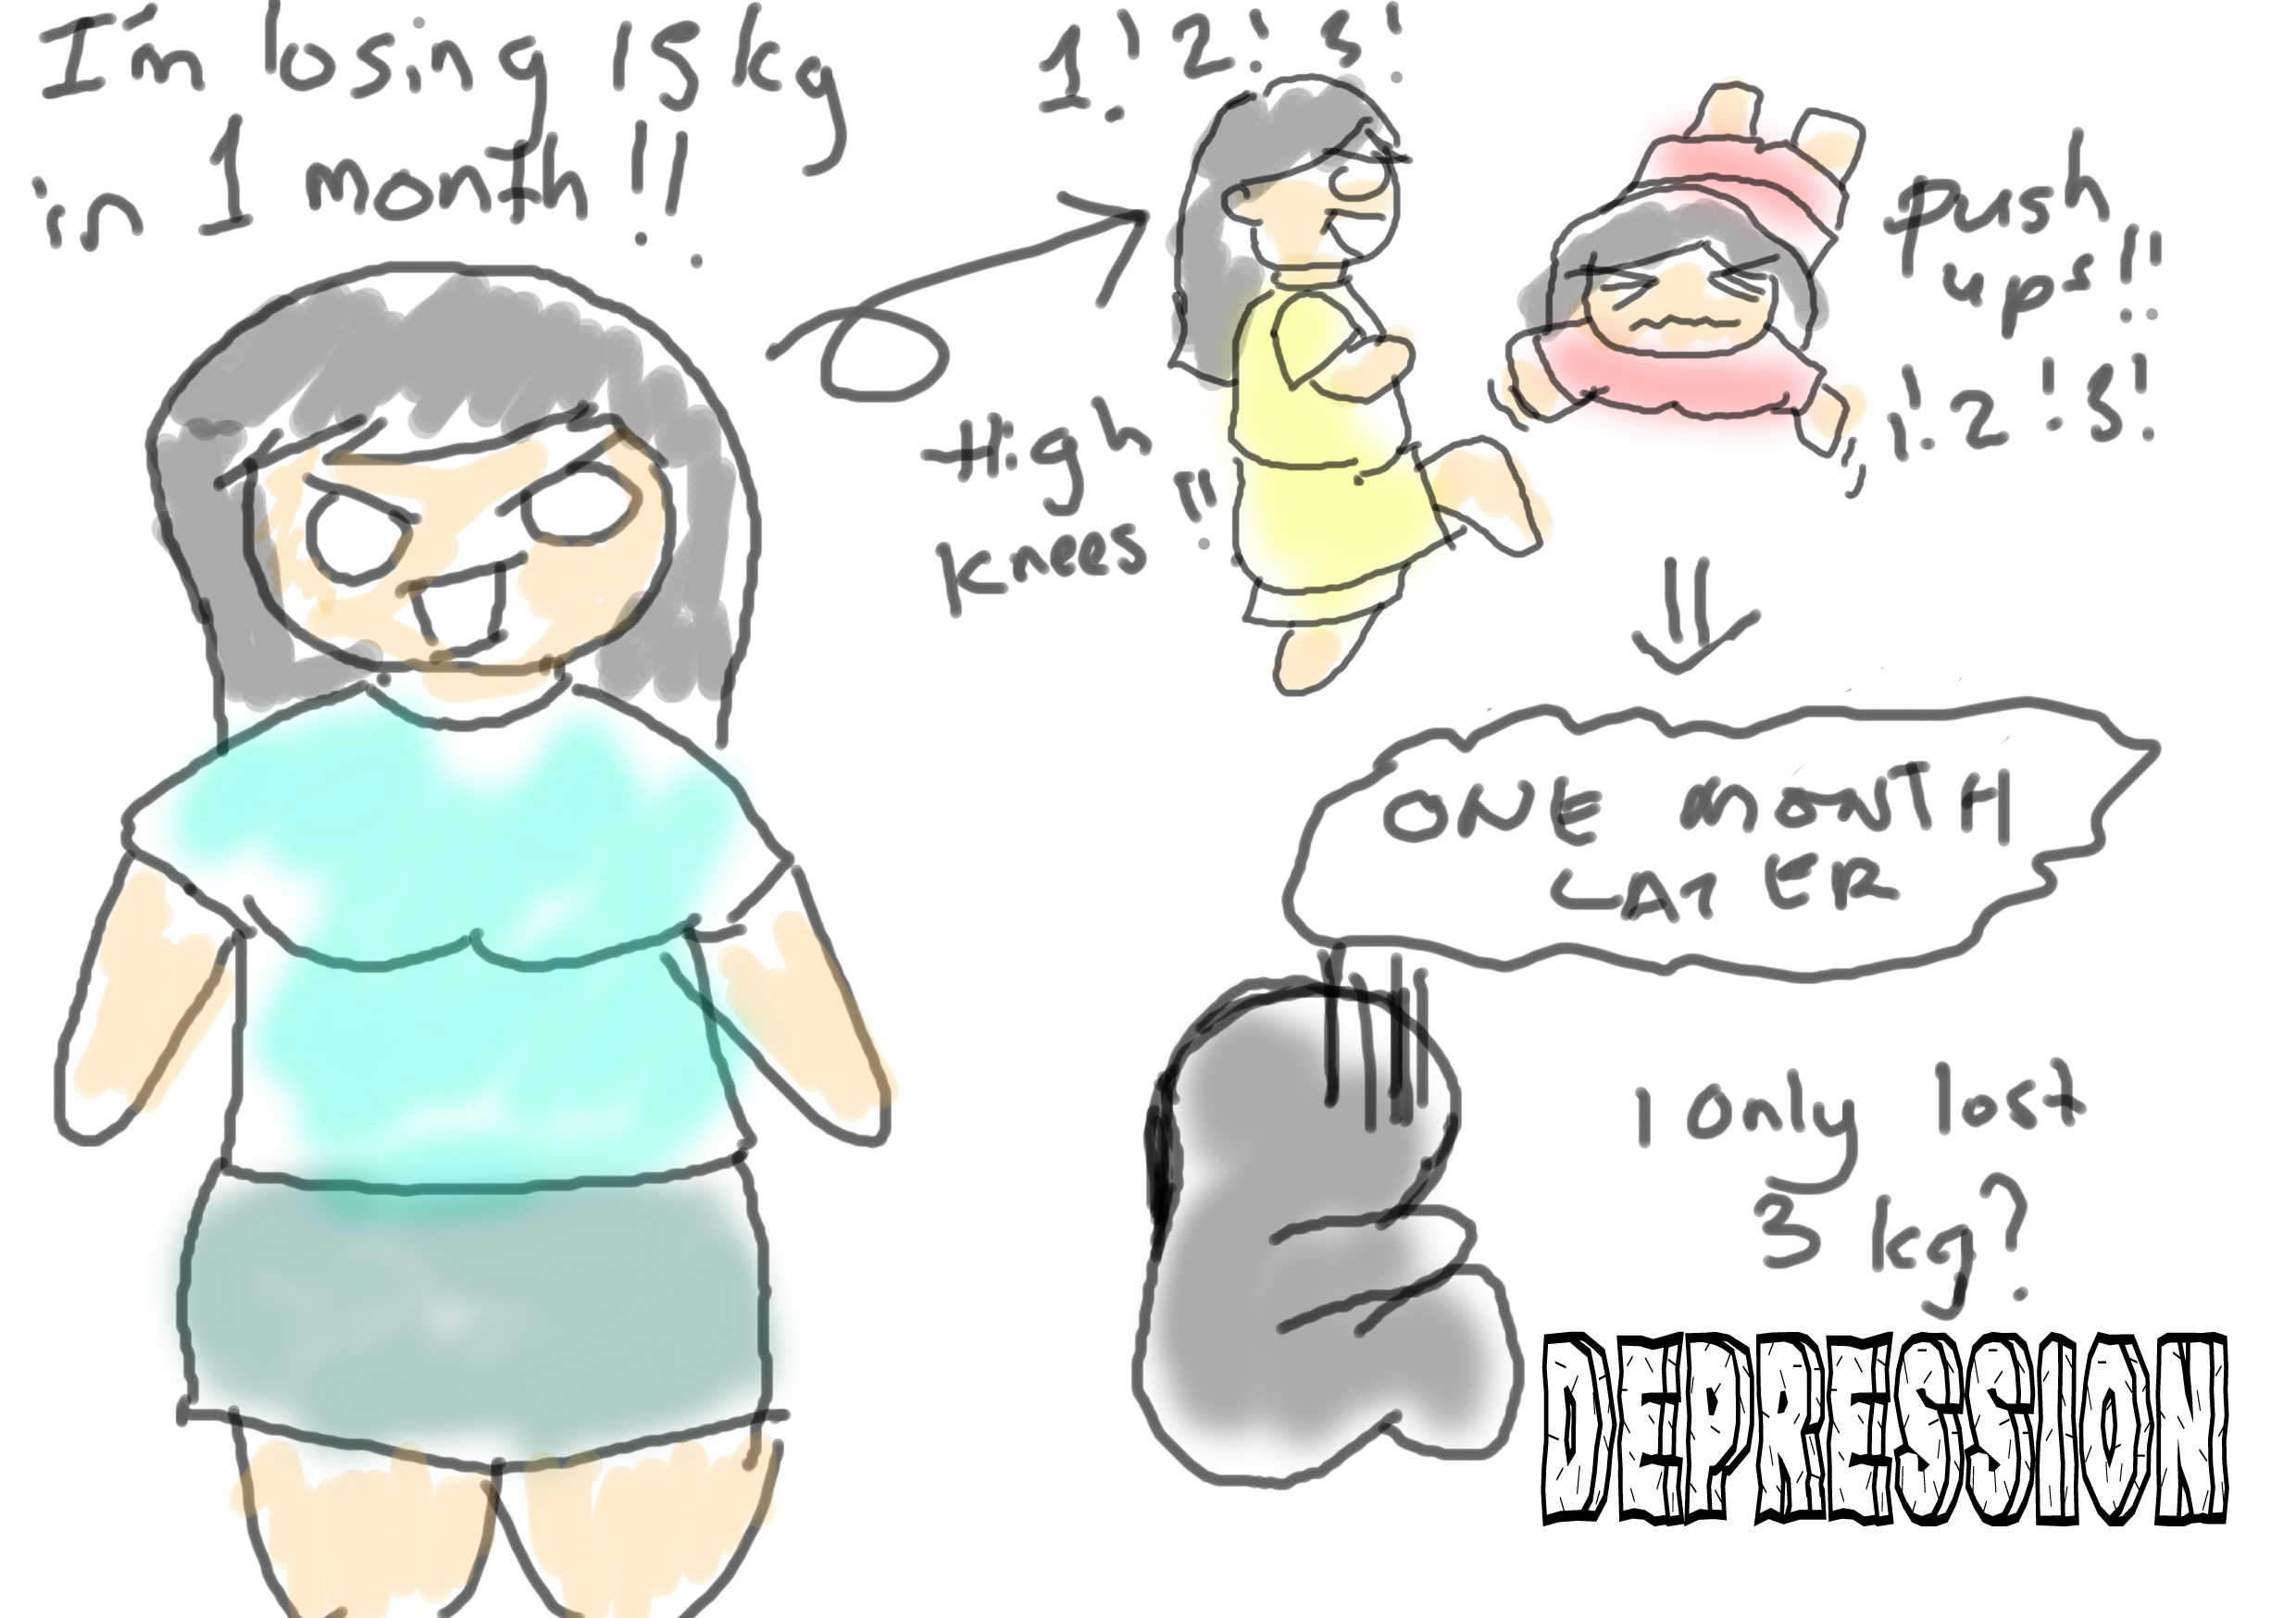 I'm losing 15 kg
in 1 month!!
1! 2! 3!
High
knees!!
push
ups!!
1! 2! 3!
ONE MONTH
LATER
I only lost
3 kg?
DEPRESSION